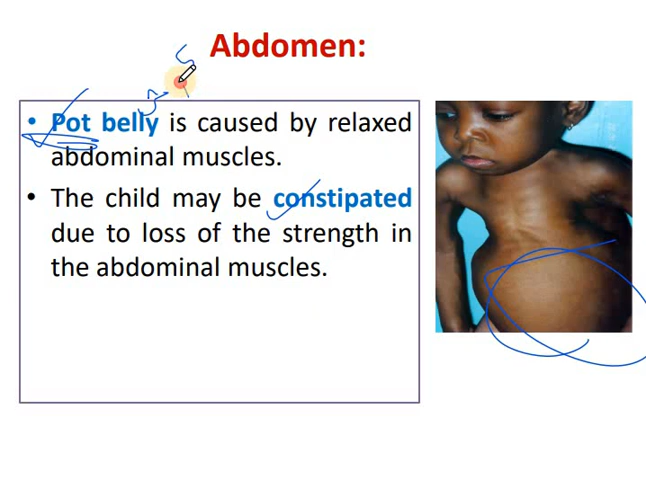 Abdomen:
• Pot belly is caused by relaxed
abdominal muscles.
• The child may be constipated
due to loss of the strength in
the abdominal muscles.